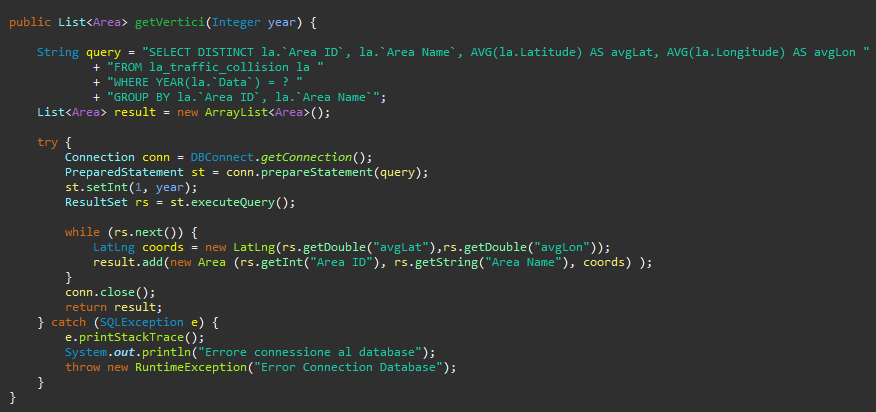 public List<Area> getVertici(Integer year) {
String query = "SELECT DISTINCT la.`Area ID`, la.`Area Name`, AVG(la.Latitude) AS avgLat, AVG(la.Longitude) AS avgLon "
+ "FROM la_traffic_collision la "
+ "WHERE YEAR(la.`Data`) = ? "
+ "GROUP BY la.`Area ID`, la.`Area Name`";
List<Area> result = new ArrayList<Area>();
try {
Connection conn = DBConnect.getConnection();
PreparedStatement st = conn.prepareStatement(query);
st.setInt(1, year);
ResultSet rs = st.executeQuery();
while (rs.next()) {
LatLng coords = new LatLng(rs.getDouble("avgLat"),rs.getDouble("avgLon"));
result.add(new Area (rs.getInt("Area ID"), rs.getString("Area Name"), coords) );
}
conn.close();
return result;
} catch (SQLException e) {
e.printStackTrace();
System.out.println("Errore connessione al database");
throw new RuntimeException("Error Connection Database");
}
}